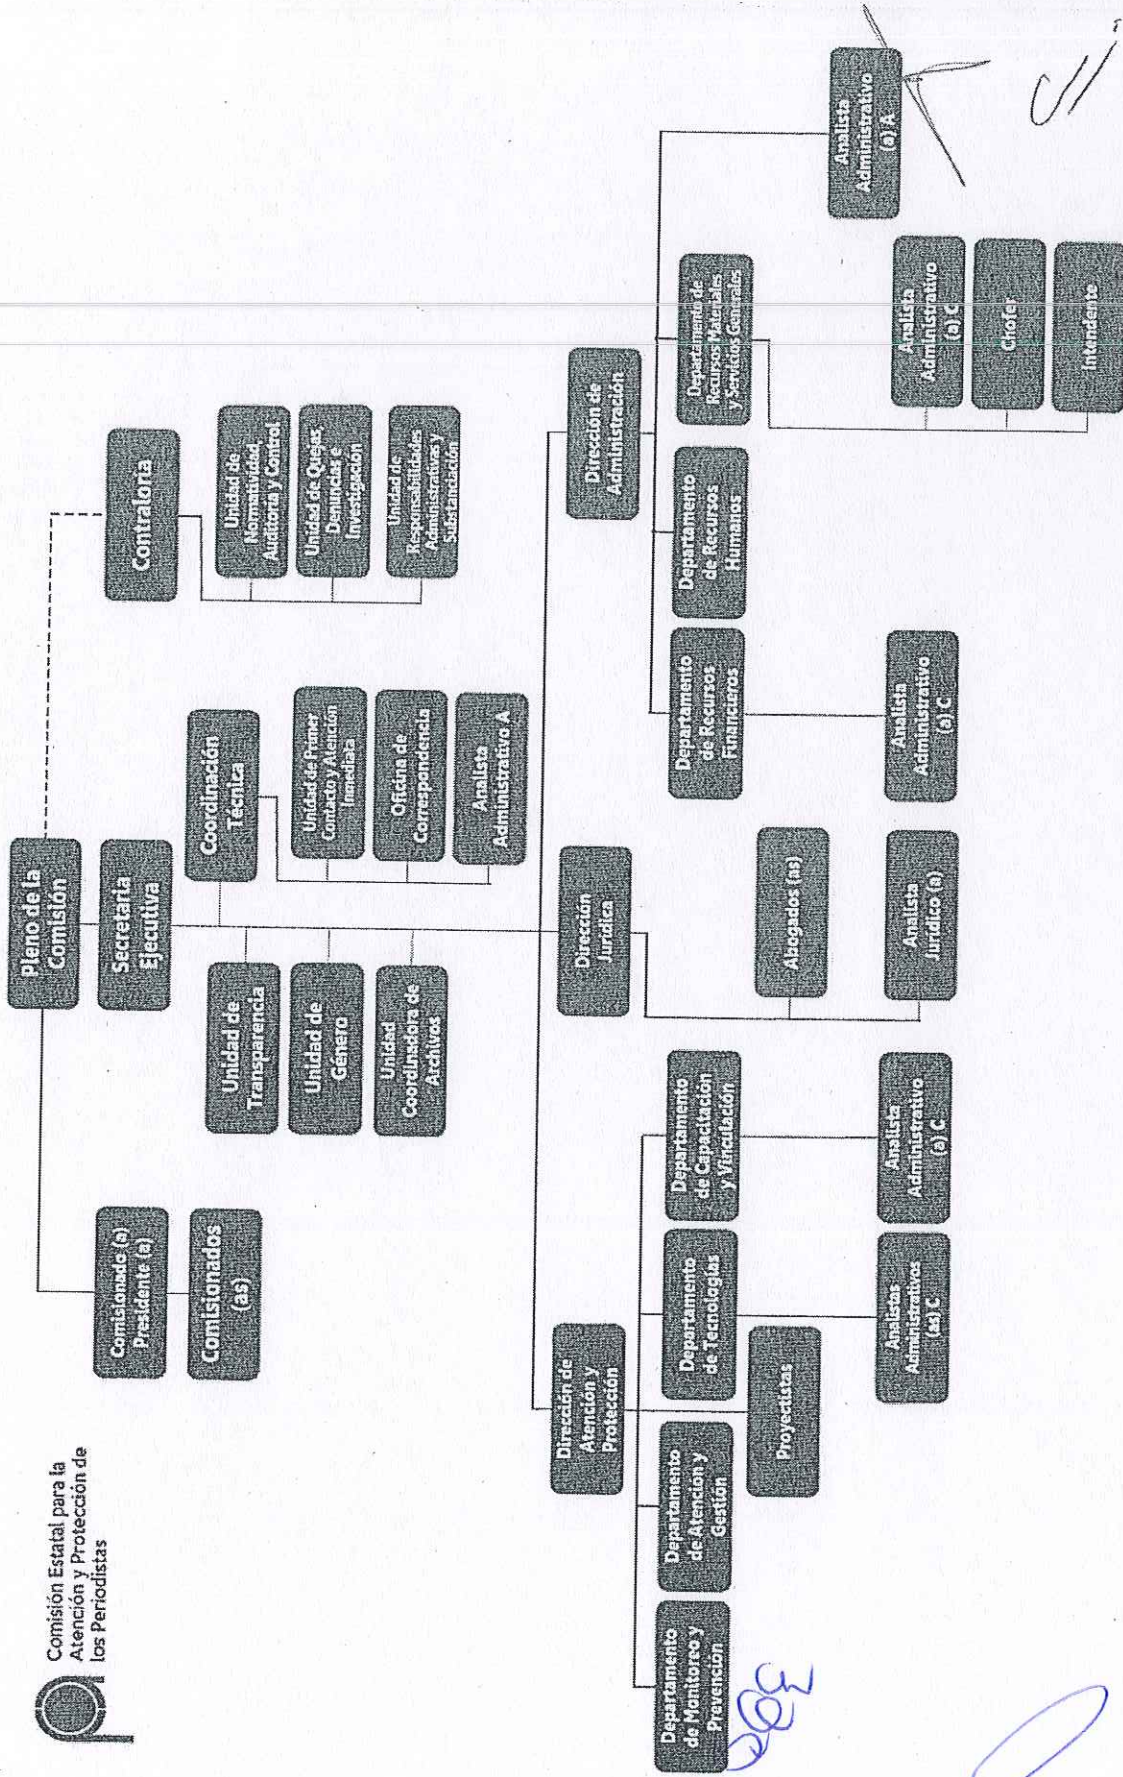 Comisión Estatal para la
Atención y Protección de
los Periodistas
Pleno de la
Comisión
Comisionado (a)
Presidente (a)
Comisionados
(as)
Secretaria
Ejecutiva
Contraloria
Unidad de
Normatividad,
Auditoría y Control
Unidad de Quejas,
Denuncias e
Investigación
Unidad de
Responsabilidades
Administrativas y
Sustanciación
Coordinación
Técnica
Unidad de Primer
Contacto y Atención
Inmediata
Oficina de
Correspondencia
Analista
Administrativo A
Unidad de
Transparencia
Unidad de
Género
Unidad
Coordinadora de
Archivos
Dirección de
Atención y
Protección
Departamento
de Monitoreo y
Prevención
Departamento
de Atención y
Gestión
Proyectistas
Departamento
de Tecnologías
Analistas
Administrativos
(as) C
Departamento
de Capacitación
y Vinculación
Analista
Administrativo
(a) C
Dirección
Jurídica
Abogados (as)
Analista
Jurídico (a)
Dirección de
Administración
Departamento
de Recursos
Financieros
Analista
Administrativo
(a) C
Departamento
de Recursos
Humanos
Departamento de
Recursos Materiales
y Servicios Generales
Analista
Administrativo
(a) C
Chofer
Intendente
Analista
Administrativo
(a) A